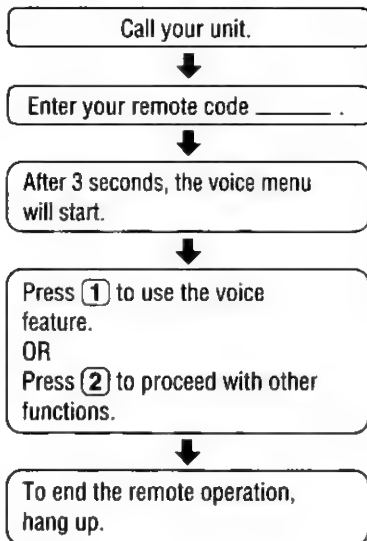 Call your unit.
Enter your remote code ______ .
After 3 seconds, the voice menu
will start.
Press 1 to use the voice
feature.
OR
Press 2 to proceed with other
functions.
To end the remote operation,
hang up.